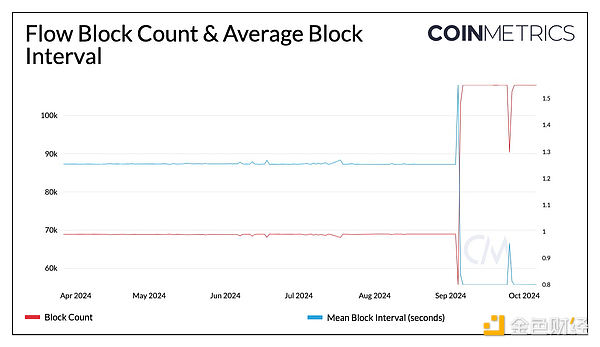 Flow Block Count & Average Block
Interval
COINMETRICS
100k
90k
80k
70k
60k
1.5
1.4
1.3
1.2
1.1
1
0.9
0.8
Apr 2024 May 2024 Jun 2024 Jul 2024 Aug 2024 Sep 2024 Oct 2024
CM
Block Count Mean Block Interval (seconds)
金色财经